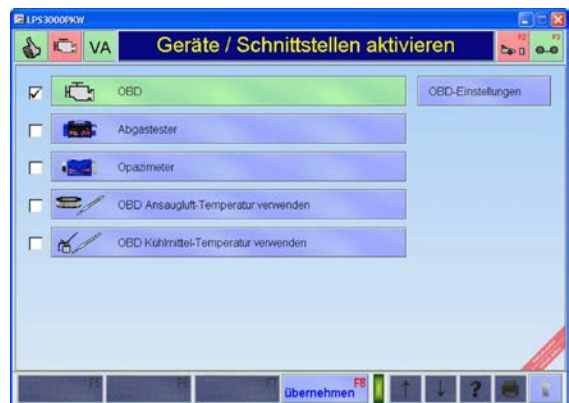 LPS3000PKW
VA
Geräte / Schnittstellen aktivieren
F2
F3
OBD
OBD-Einstellungen
Abgastester
Opazimeter
OBD Ansaugluft-Temperatur verwenden
OBD Kühlmittel-Temperatur verwenden
F5
F6
F7
übernehmen
F8
?